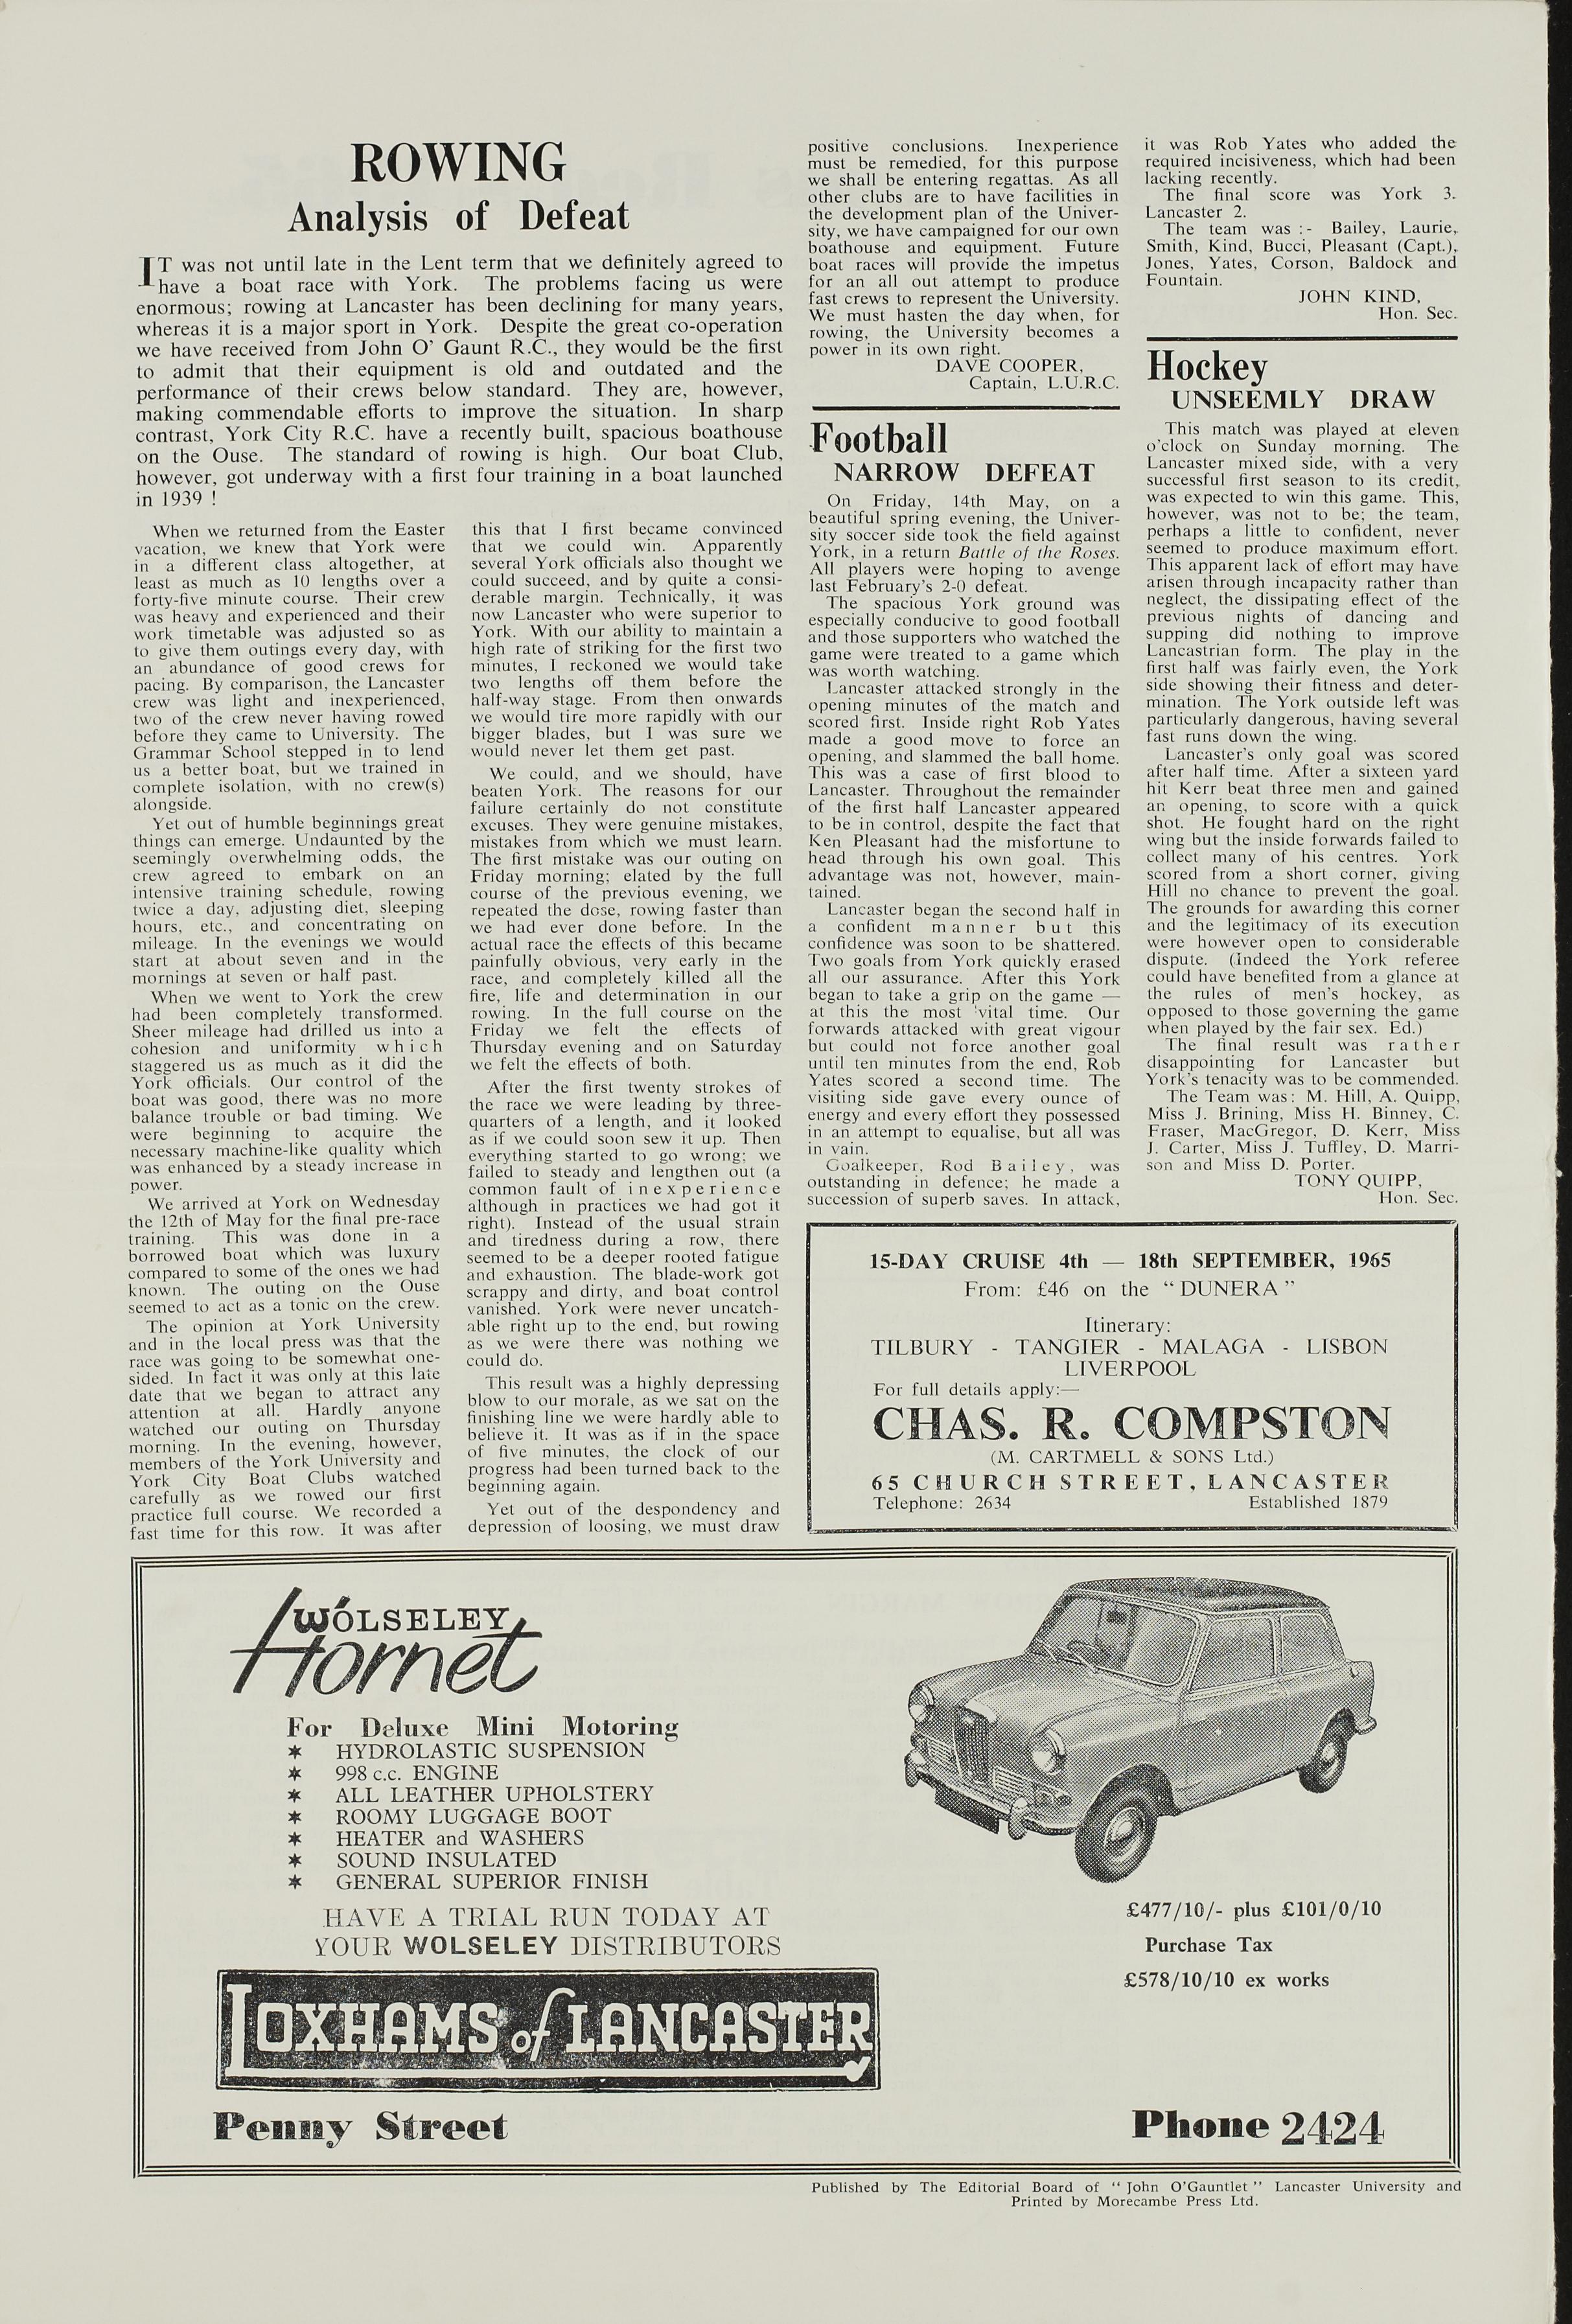 ROWING
Analysis of Defeat
IT was not until late in the Lent term that we definitely agreed to
have a boat race with York. The problems facing us were
enormous; rowing at Lancaster has been declining for many years,
whereas it is a major sport in York. Despite the great co-operation
we have received from John O' Gaunt R.C., they would be the first
to admit that their equipment is old and outdated and the
performance of their crews below standard. They are, however,
making commendable efforts to improve the situation. In sharp
contrast, York City R.C. have a recently built, spacious boathouse
on the Ouse. The standard of rowing is high. Our boat Club,
however, got underway with a first four training in a boat launched
in 1939 !
When we returned from the Easter
vacation, we knew that York were
in a different class altogether, at
least as much as 10 lengths over a
forty-five minute course. Their crew
was heavy and experienced and their
work timetable was adjusted so as
to give them outings every day, with
an abundance of good crews for
pacing. By comparison, the Lancaster
crew was light and inexperienced,
two of the crew never having rowed
before they came to University. The
Grammar School stepped in to lend
us a better boat, but we trained in
complete isolation, with no crew(s)
alongside.
Yet out of humble beginnings great
things can emerge. Undaunted by the
seemingly overwhelming odds, the
crew agreed to embark on an
intensive training schedule, rowing
twice a day, adjusting diet, sleeping
hours, etc., and concentrating on
mileage. In the evenings we would
start at about seven and in the
mornings at seven or half past.
When we went to York the crew
had been completely transformed.
Sheer mileage had drilled us into a
cohesion and uniformity which
staggered us as much as it did the
York officials. Our control of the
boat was good, there was no more
balance trouble or bad timing. We
were beginning to acquire the
necessary machine-like quality which
was enhanced by a steady increase in
power.
We arrived at York on Wednesday
the 12th of May for the final pre-race
training. This was done in a
borrowed boat which was luxury
compared to some of the ones we had
known. The outing on the Ouse
seemed to act as a tonic on the crew.
The opinion at York University
and in the local press was that the
race was going to be somewhat one-
sided. In fact it was only at this late
date that we began to attract any
attention at all. Hardly anyone
watched our outing on Thursday
morning. In the evening, however,
members of the York University and
York City Boat Clubs watched
carefully as we rowed our first
practice full course. We recorded a
fast time for this row. It was after
this that I first became convinced
that we could win. Apparently
several York officials also thought we
could succeed, and by quite a consi-
derable margin. Technically, it was
now Lancaster who were superior to
York. With our ability to maintain a
high rate of striking for the first two
minutes, I reckoned we would take
two lengths off them before the
half-way stage. From then onwards
we would tire more rapidly with our
bigger blades, but I was sure we
would never let them get past.
We could, and we should, have
beaten York. The reasons for our
failure certainly do not constitute
excuses. They were genuine mistakes,
mistakes from which we must learn.
The first mistake was our outing on
Friday morning; elated by the full
course of the previous evening, we
repeated the dose, rowing faster than
we had ever done before. In the
actual race the effects of this became
painfully obvious, very early in the
race, and completely killed all the
fire, life and determination in our
rowing. In the full course on the
Friday we felt the effects of
Thursday evening and on Saturday
we felt the effects of both.
After the first twenty strokes of
the race we were leading by three-
quarters of a length, and it looked
as if we could soon sew it up. Then
everything started to go wrong; we
failed to steady and lengthen out (a
common fault of inexperience
although in practices we had got it
right). Instead of the usual strain
and tiredness during a row, there
seemed to be a deeper rooted fatigue
and exhaustion. The blade-work got
scrappy and dirty, and boat control
vanished. York were never uncatch-
able right up to the end, but rowing
as we were there was nothing we
could do.
This result was a highly depressing
blow to our morale, as we sat on the
finishing line we were hardly able to
believe it. It was as if in the space
of five minutes, the clock of our
progress had been turned back to the
beginning again.
Yet out of the despondency and
depression of loosing, we must draw
positive conclusions. Inexperience
must be remedied, for this purpose
we shall be entering regattas. As all
other clubs are to have facilities in
the development plan of the Univer-
sity, we have campaigned for our own
boathouse and equipment. Future
boat races will provide the impetus
for an all out attempt to produce
fast crews to represent the University.
We must hasten the day when, for
rowing, the University becomes a
power in its own right.
DAVE COOPER,
Captain, L.U.R.C.
Football
NARROW DEFEAT
On Friday, 14th May, on a
beautiful spring evening, the Univer-
sity soccer side took the field against
York, in a return Battle of the Roses.
All players were hoping to avenge
last February's 2-0 defeat.
The spacious York ground was
especially conducive to good football
and those supporters who watched the
game were treated to a game which
was worth watching.
Lancaster attacked strongly in the
opening minutes of the match and
scored first. Inside right Rob Yates
made a good move to force an
opening, and slammed the ball home.
This was a case of first blood to
Lancaster. Throughout the remainder
of the first half Lancaster appeared
to be in control, despite the fact that
Ken Pleasant had the misfortune to
head through his own goal. This
advantage was not, however, main-
tained.
Lancaster began the second half in
a confident manner but this
confidence was soon to be shattered.
Two goals from York quickly erased
all our assurance. After this York
began to take a grip on the game —
at this the most vital time. Our
forwards attacked with great vigour
but could not force another goal
until ten minutes from the end, Rob
Yates scored a second time. The
visiting side gave every ounce of
energy and every effort they possessed
in an attempt to equalise, but all was
in vain.
Goalkeeper, Rod Bailey, was
outstanding in defence; he made a
succession of superb saves. In attack,
it was Rob Yates who added the
required incisiveness, which had been
lacking recently.
The final score was York 3.
Lancaster 2.
The team was :- Bailey, Laurie,
Smith, Kind, Bucci, Pleasant (Capt.),
Jones, Yates, Corson, Baldock and
Fountain.
JOHN KIND,
Hon. Sec.
Hockey
UNSEEMLY DRAW
This match was played at eleven
o'clock on Sunday morning. The
Lancaster mixed side, with a very
successful first season to its credit,
was expected to win this game. This,
however, was not to be; the team,
perhaps a little to confident, never
seemed to produce maximum effort.
This apparent lack of effort may have
arisen through incapacity rather than
neglect, the dissipating effect of the
previous nights of dancing and
supping did nothing to improve
Lancastrian form. The play in the
first half was fairly even, the York
side showing their fitness and deter-
mination. The York outside left was
particularly dangerous, having several
fast runs down the wing.
Lancaster's only goal was scored
after half time. After a sixteen yard
hit Kerr beat three men and gained
an opening, to score with a quick
shot. He fought hard on the right
wing but the inside forwards failed to
collect many of his centres. York
scored from a short corner, giving
Hill no chance to prevent the goal.
The grounds for awarding this corner
and the legitimacy of its execution
were however open to considerable
dispute. (Indeed the York referee
could have benefited from a glance at
the rules of men's hockey, as
opposed to those governing the game
when played by the fair sex. Ed.)
The final result was rather
disappointing for Lancaster but
York's tenacity was to be commended.
The Team was: M. Hill, A. Quipp,
Miss J. Brining, Miss H. Binney, C.
Fraser, MacGregor, D. Kerr, Miss
J. Carter, Miss J. Tuffley, D. Marri-
son and Miss D. Porter.
TONY QUIPP,
Hon. Sec.
15-DAY CRUISE 4th — 18th SEPTEMBER, 1965
From: £46 on the “ DUNERA ”
Itinerary:
TILBURY - TANGIER - MALAGA - LISBON
LIVERPOOL
For full details apply:—
CHAS. R. COMPSTON
(M. CARTMELL & SONS Ltd.)
65 CHURCH STREET, LANCASTER
Telephone: 2634 Established 1879
WOLSELEY
Hornet
For Deluxe Mini Motoring
✶ HYDROLASTIC SUSPENSION
✶ 998 c.c. ENGINE
✶ ALL LEATHER UPHOLSTERY
✶ ROOMY LUGGAGE BOOT
✶ HEATER and WASHERS
✶ SOUND INSULATED
✶ GENERAL SUPERIOR FINISH
HAVE A TRIAL RUN TODAY AT
YOUR WOLSELEY DISTRIBUTORS
£477/10/- plus £101/0/10
Purchase Tax
£578/10/10 ex works
LOXHAMS of LANCASTER
Penny Street Phone 2424
Published by The Editorial Board of “ John O'Gauntlet ” Lancaster University and
Printed by Morecambe Press Ltd.